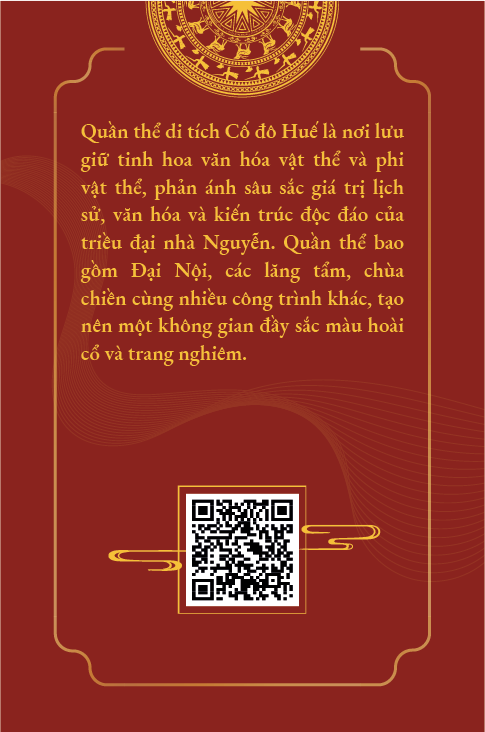 Quần thể di tích Cố đô Huế là nơi lưu
giữ tinh hoa văn hóa vật thể và phi
vật thể, phản ánh sâu sắc giá trị lịch
sử, văn hóa và kiến trúc độc đáo của
triều đại nhà Nguyễn. Quần thể bao
gồm Đại Nội, các lăng tẩm, chùa
chiền cùng nhiều công trình khác, tạo
nên một không gian đầy sắc màu hoài
cổ và trang nghiêm.